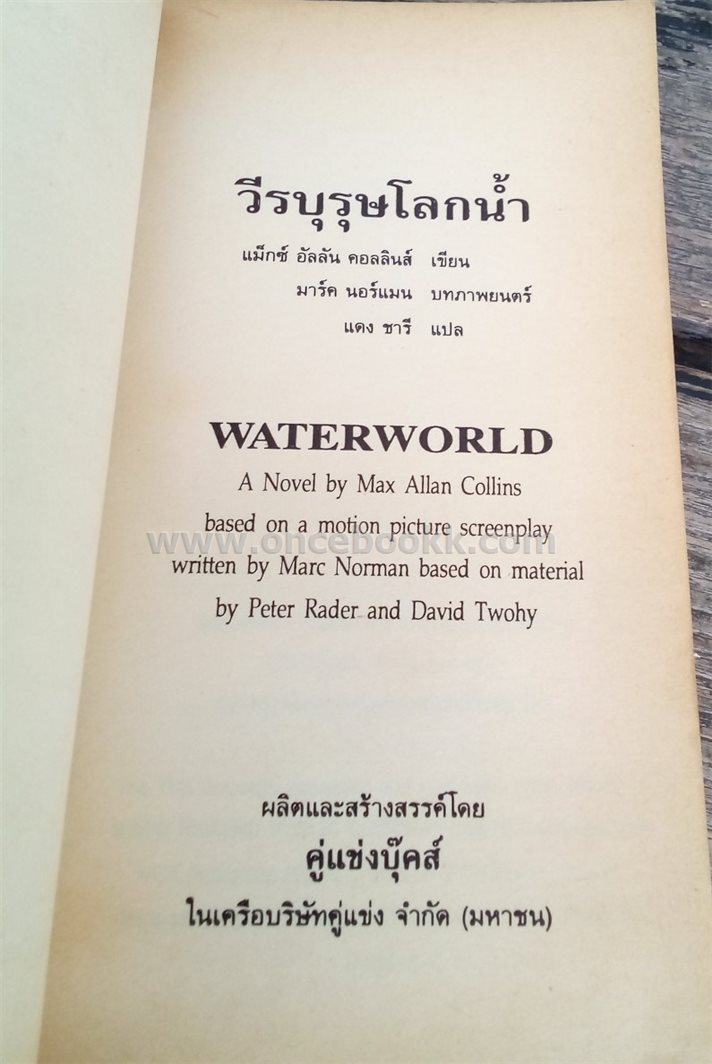 วีรบุรุษโลกน้ำ
แม็กซ์ อัลลัน คอลลินส์ เขียน
มาร์ค นอร์แมน บทภาพยนตร์
แดง ชารี แปล
WATERWORLD
A Novel by Max Allan Collins
based on a motion picture screenplay
www.oncebookk.com
written by Marc Norman based on material
by Peter Rader and David Twohy
ผลิตและสร้างสรรค์โดย
คู่แข่งบุ๊คส์
ในเครือบริษัทคู่แข่ง จำกัด (มหาชน)